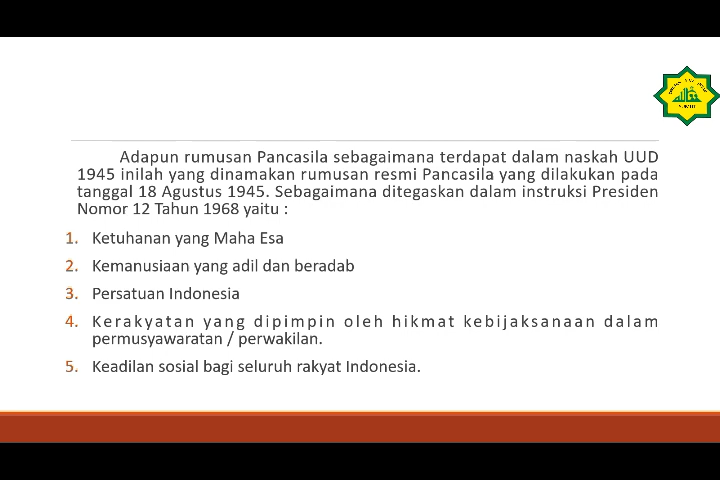 Adapun rumusan Pancasila sebagaimana terdapat dalam naskah UUD
1945 inilah yang dinamakan rumusan resmi Pancasila yang dilakukan pada
tanggal 18 Agustus 1945. Sebagaimana ditegaskan dalam instruksi Presiden
Nomor 12 Tahun 1968 yaitu :
1. Ketuhanan yang Maha Esa
2. Kemanusiaan yang adil dan beradab
3. Persatuan Indonesia
4. Kerakyatan yang dipimpin oleh hikmat kebijaksanaan dalam
permusyawaratan / perwakilan.
5. Keadilan sosial bagi seluruh rakyat Indonesia.